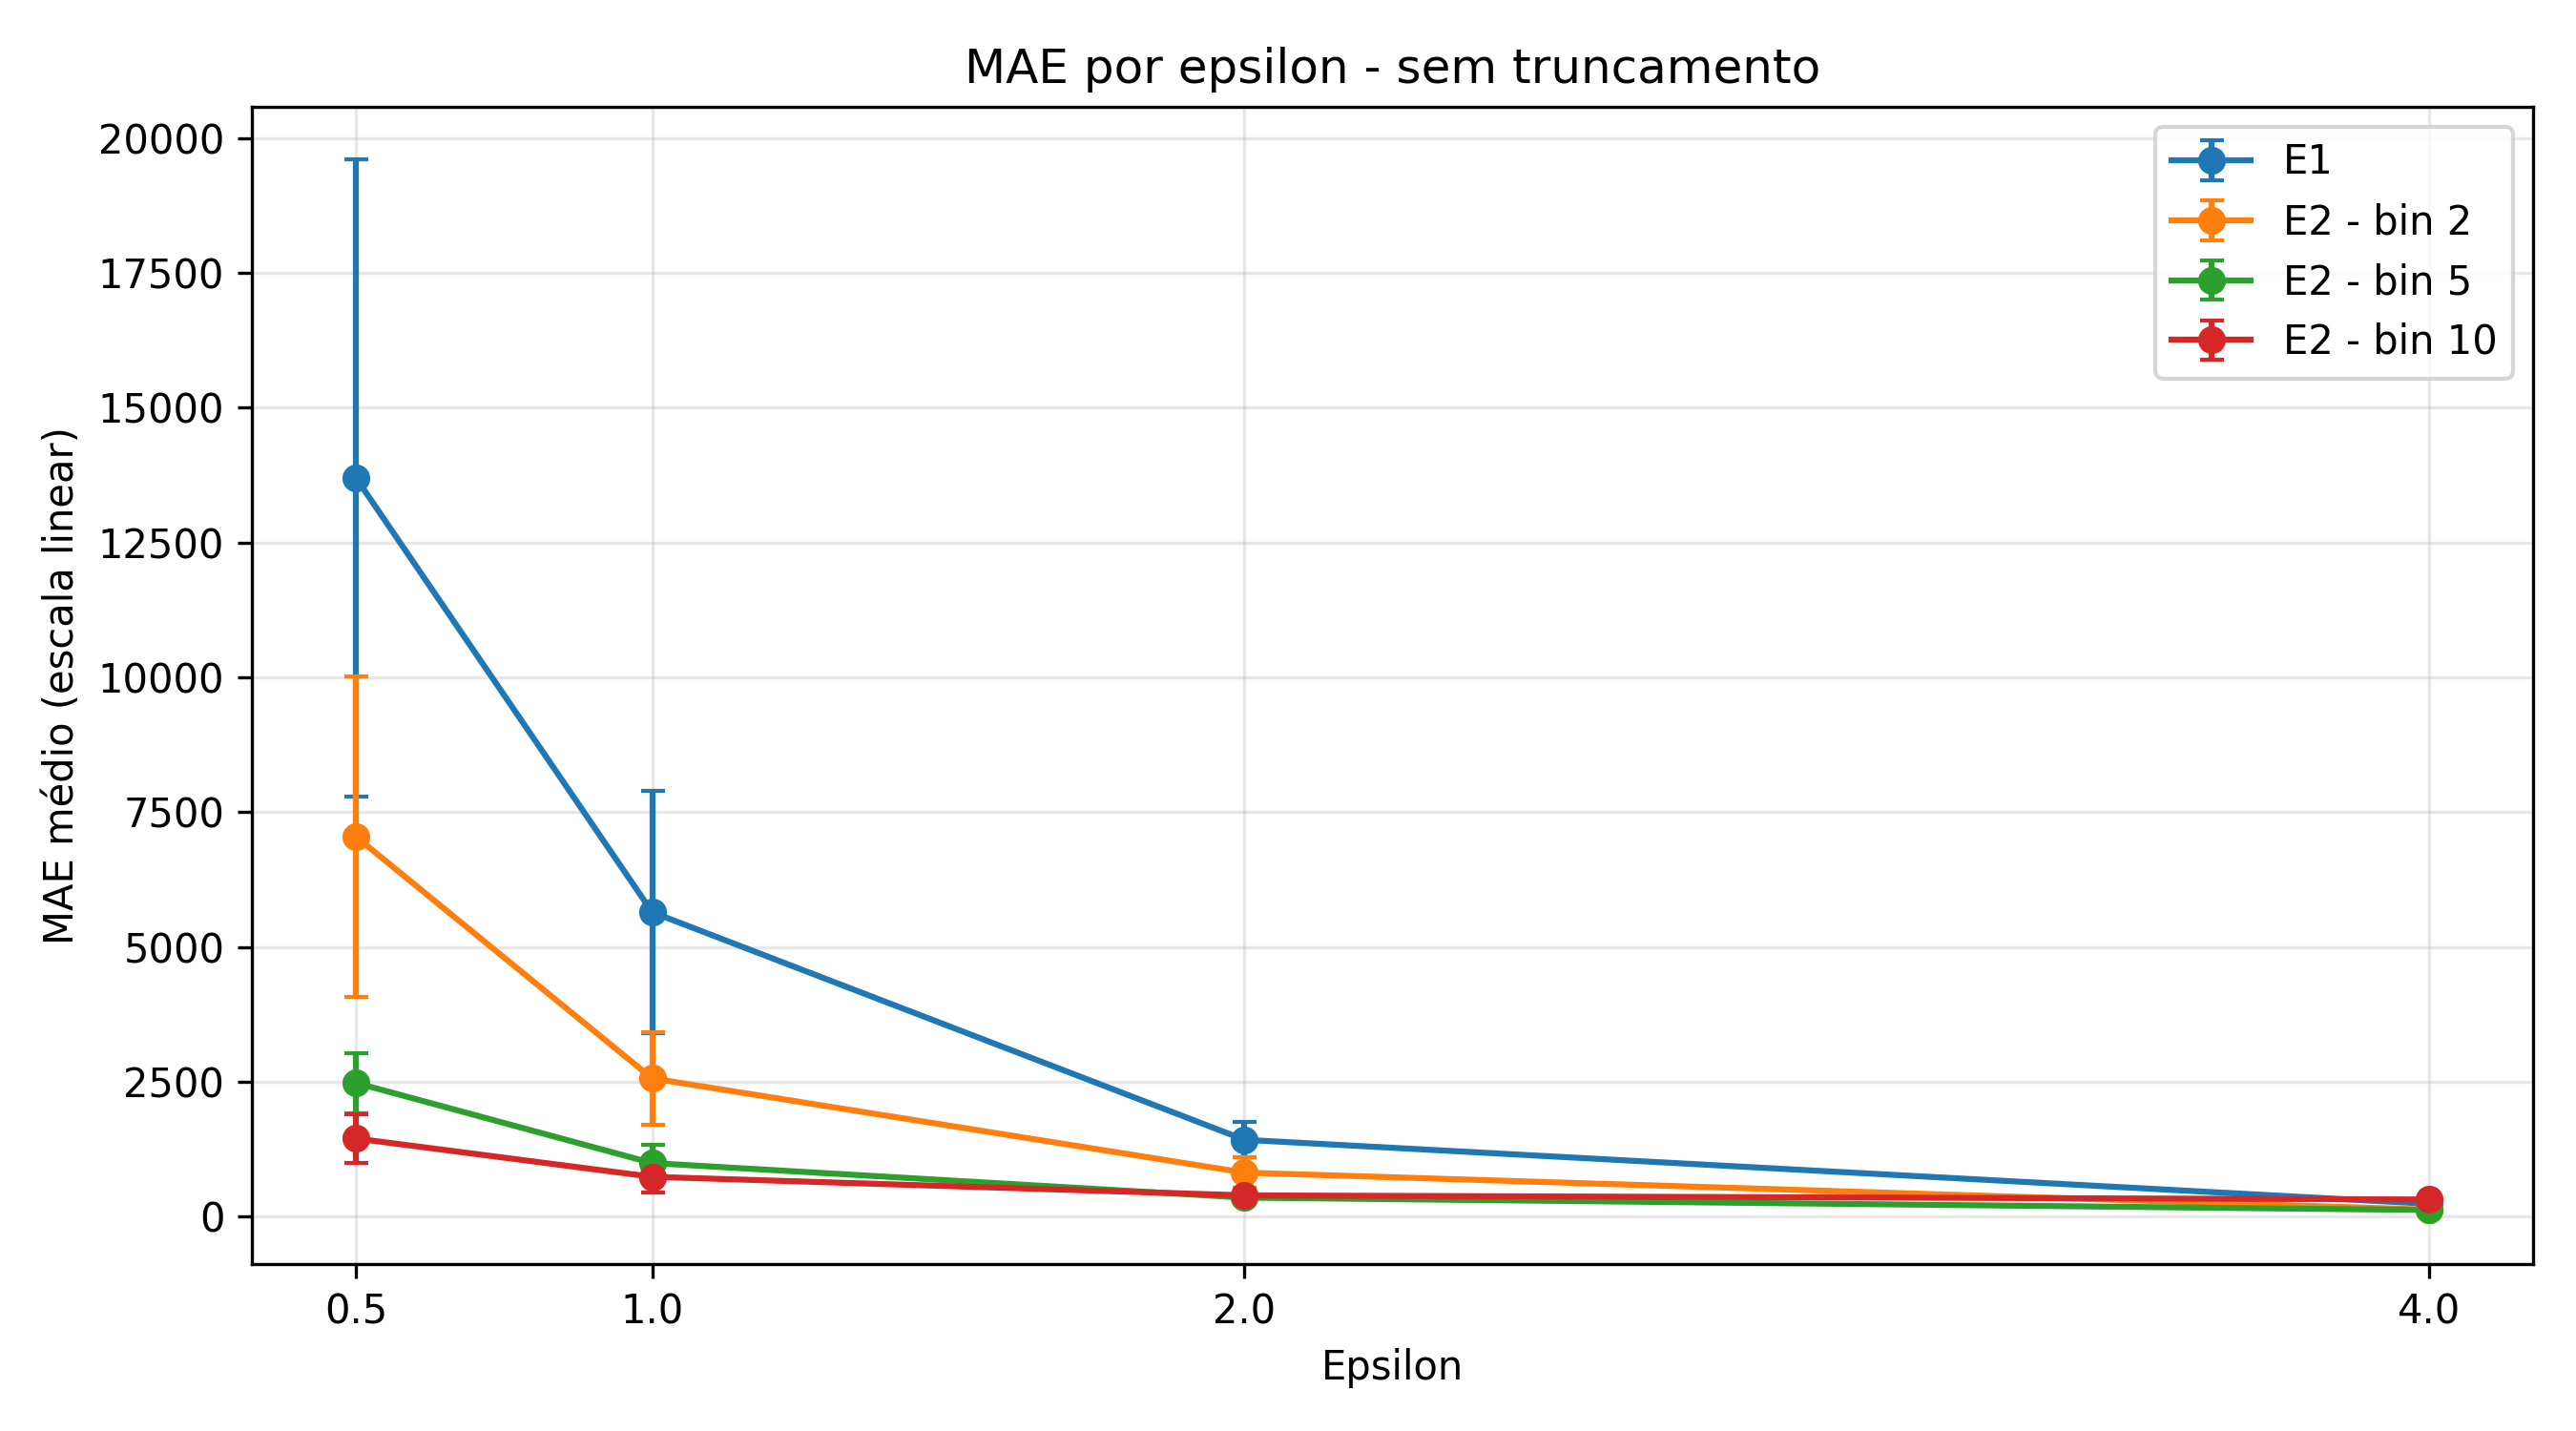 MAE por epsilon - sem truncamento
20000
17500
15000
12500
10000
7500
5000
2500
0
MAE médio (escala linear)
E1
E2 - bin 2
E2 - bin 5
E2 - bin 10
0.5
1.0
2.0
4.0
Epsilon